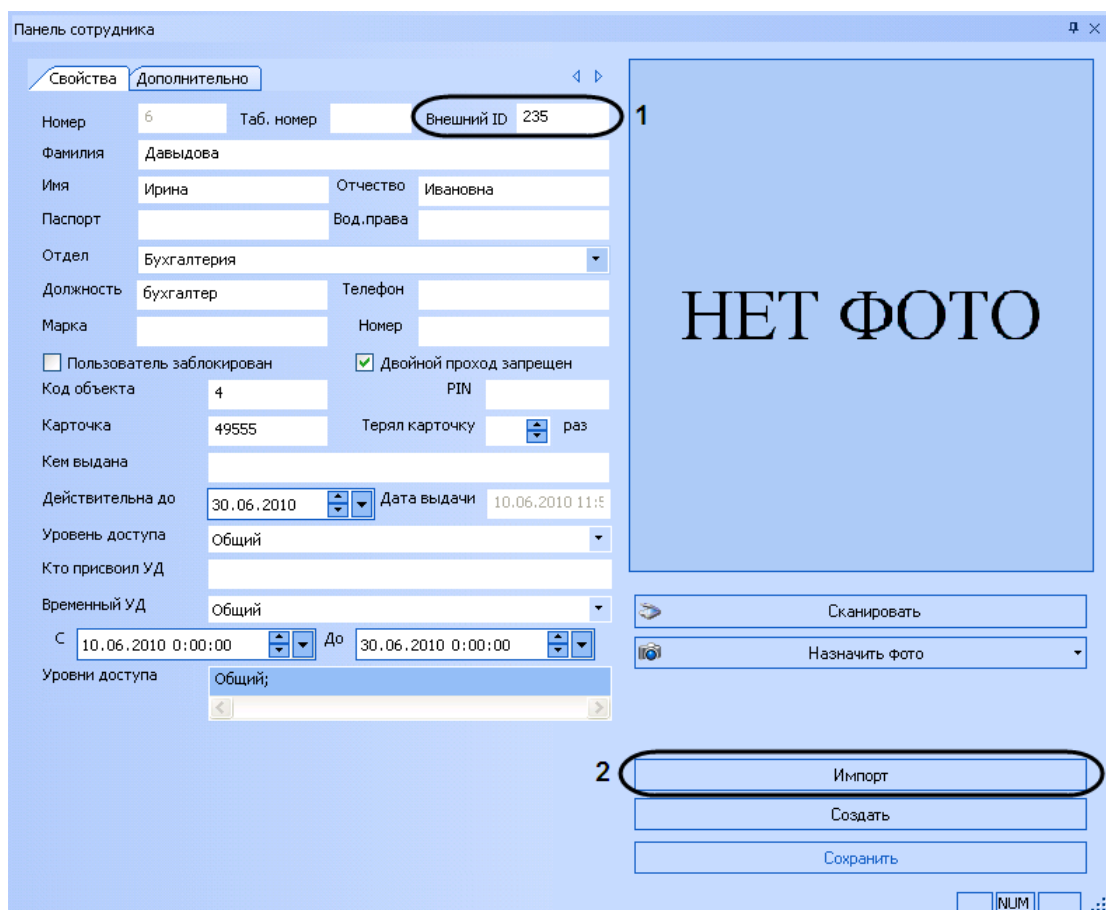 Панель сотрудника
Свойства Дополнительно
Номер 6 Таб. номер Внешний ID 235 1
Фамилия Давыдова
Имя Ирина Отчество Ивановна
Паспорт Вод.права
Отдел Бухгалтерия
Должность бухгалтер Телефон
Марка Номер
Пользователь заблокирован Двойной проход запрещен
Код объекта 4 PIN
Карточка 49555 Терял карточку раз
Кем выдана
Действительна до 30.06.2010 Дата выдачи 10.06.2010 11:5
Уровень доступа Общий
Кто присвоил УД
Временный УД Общий
С 10.06.2010 0:00:00 До 30.06.2010 0:00:00
Уровни доступа Общий;
НЕТ ФОТО
Сканировать
Назначить фото
2 Импорт
Создать
Сохранить
NUM